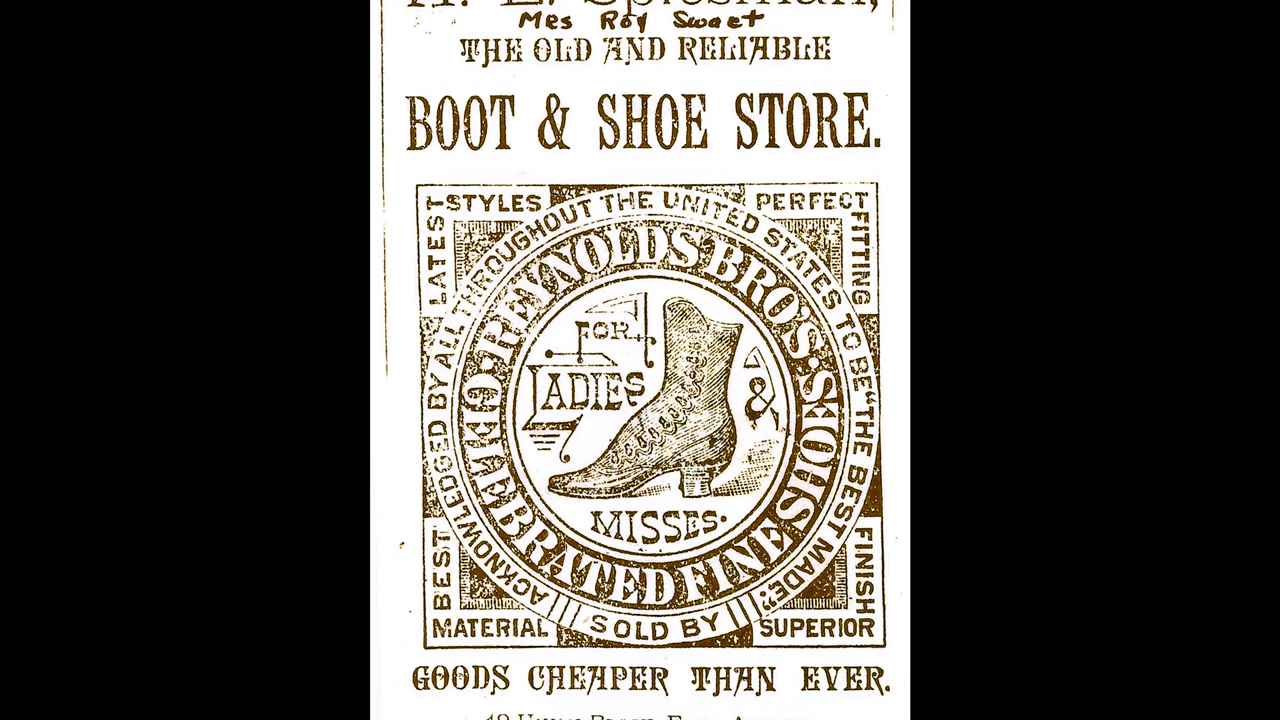 Mrs Roy Sweet
THE OLD AND RELIABLE
BOOT & SHOE STORE.
LATEST STYLES
PERFECT FITTING
ACKNOWLEDGED BY ALL THROUGHOUT THE UNITED STATES TO BE "THE BEST MADE."
REYNOLDS BRO'S.
CELEBRATED FINE SHOES
FOR
LADIES
&
MISSES.
BEST MATERIAL
SUPERIOR FINISH
SOLD BY
GOODS CHEAPER THAN EVER.